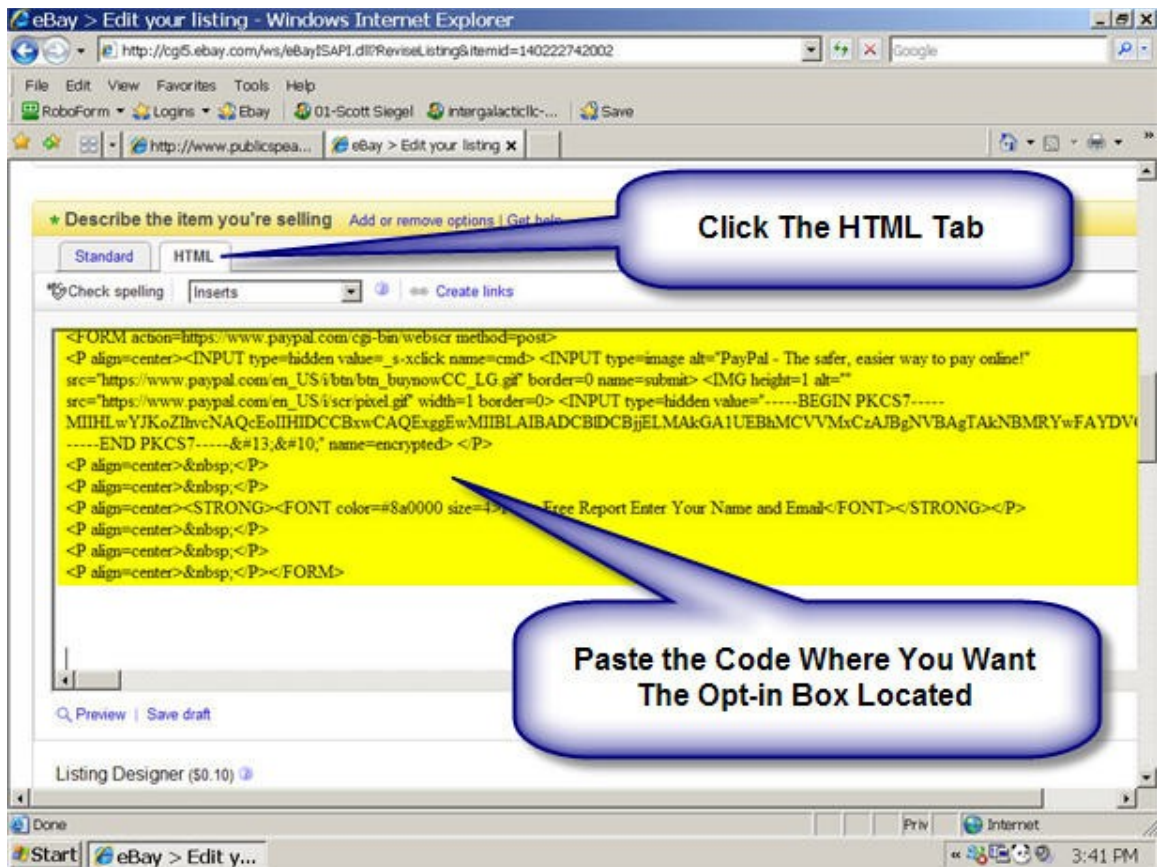 eBay > Edit your listing - Windows Internet Explorer
http://cgi5.ebay.com/ws/eBayISAPI.dll?ReviseListing&itemid=140222742002
Google
File Edit View Favorites Tools Help
RoboForm Logins Ebay 01-Scott Siegel intergalacticllc-... Save
http://www.publicspea... eBay > Edit your listing
* Describe the item you're selling Add or remove options | Get help
Click The HTML Tab
Standard HTML
Check spelling Inserts Create links
<FORM action=https://www.paypal.com/cgi-bin/webscr method=post>
<P align=center><INPUT type=hidden value=_s-xclick name=cmd> <INPUT type=image alt="PayPal - The safer, easier way to pay online!"
src="https://www.paypal.com/en_US/i/btn/btn_buynowCC_LG.gif" border=0 name=submit> <IMG height=1 alt=""
src="https://www.paypal.com/en_US/i/scr/pixel.gif" width=1 border=0> <INPUT type=hidden value="-----BEGIN PKCS7-----
MIIHLwYJKoZIhvcNAQcEoIIHIDCCBxwCAQExggEwMIIBLAIBADCBlDCBjjELMAkGA1UEBhMCVVMxCzAJBgNVBAgTAkNBMRYwFAYDV
-----END PKCS7-----&#13;&#10;" name=encrypted> </P>
<P align=center>&nbsp;</P>
<P align=center>&nbsp;</P>
<P align=center><STRONG><FONT color=#8a0000 size=4> Free Report Enter Your Name and Email</FONT></STRONG></P>
<P align=center>&nbsp;</P>
<P align=center>&nbsp;</P>
<P align=center>&nbsp;</P></FORM>
Paste the Code Where You Want
The Opt-in Box Located
Preview | Save draft
Listing Designer ($0.10)
Done Priv Internet
Start eBay > Edit y... 3:41 PM